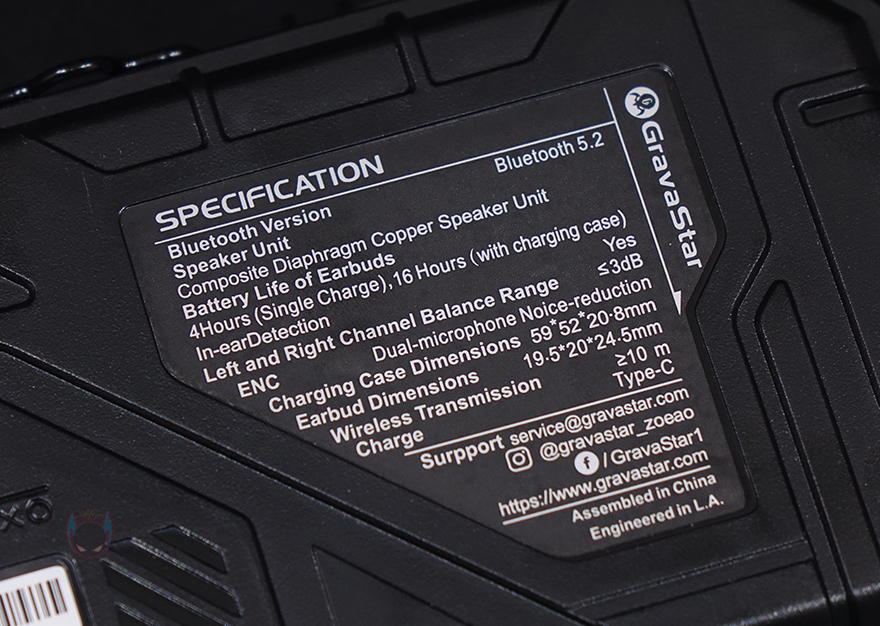 GravaStar
SPECIFICATION
Bluetooth Version Bluetooth 5.2
Speaker Unit
Composite Diaphragm Copper Speaker Unit
Battery Life of Earbuds
4Hours (Single Charge),16 Hours (with charging case)
In-earDetection Yes
Left and Right Channel Balance Range ≤3dB
ENC Dual-microphone Noice-reduction
Charging Case Dimensions 59*52*20·8mm
Earbud Dimensions 19·5*20*24·5mm
Wireless Transmission ≥10 m
Charge Type-C
Surpport service@gravastar.com
@gravastar_zoeao
/GravaStar1
https://www.gravastar.com
Assembled in China
Engineered in L.A.